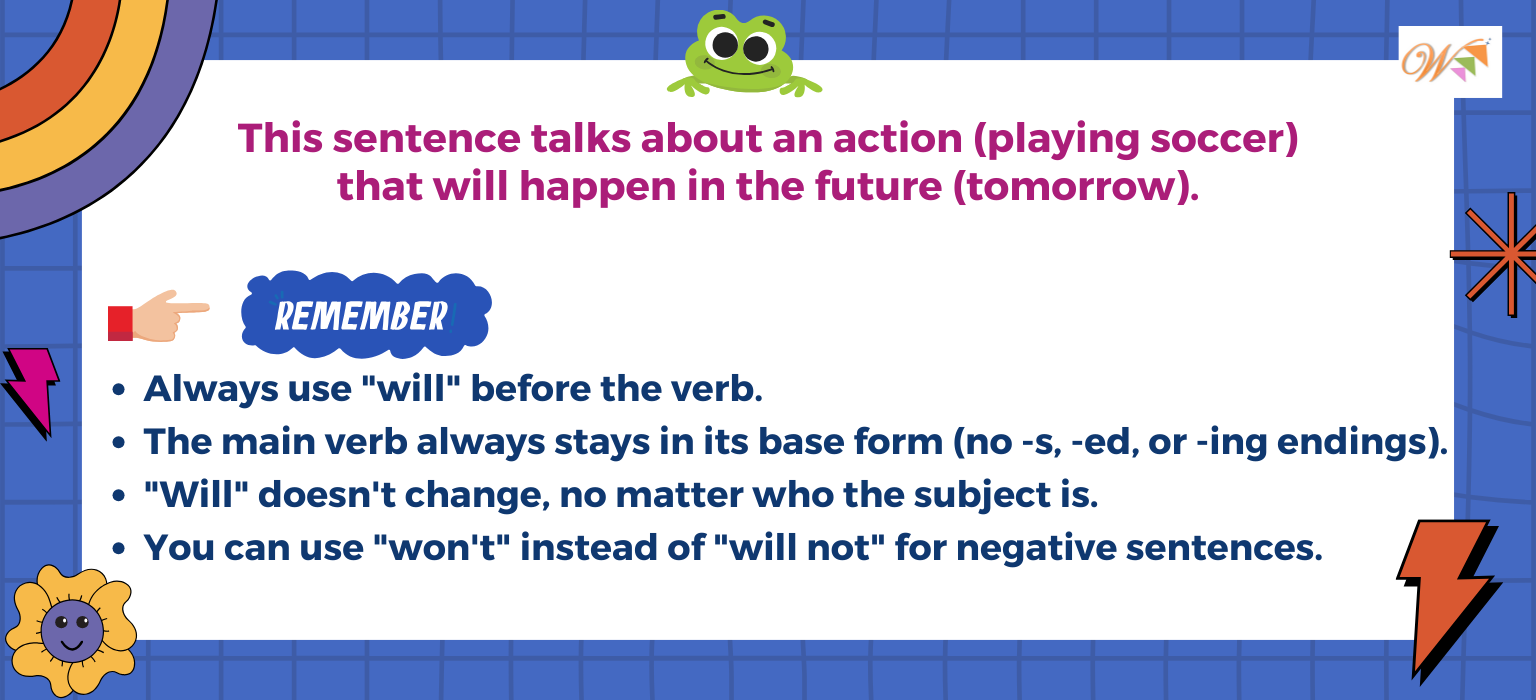 W
This sentence talks about an action (playing soccer)
that will happen in the future (tomorrow).
REMEMBER!
• Always use "will" before the verb.
• The main verb always stays in its base form (no -s, -ed, or -ing endings).
• "Will" doesn't change, no matter who the subject is.
• You can use "won't" instead of "will not" for negative sentences.